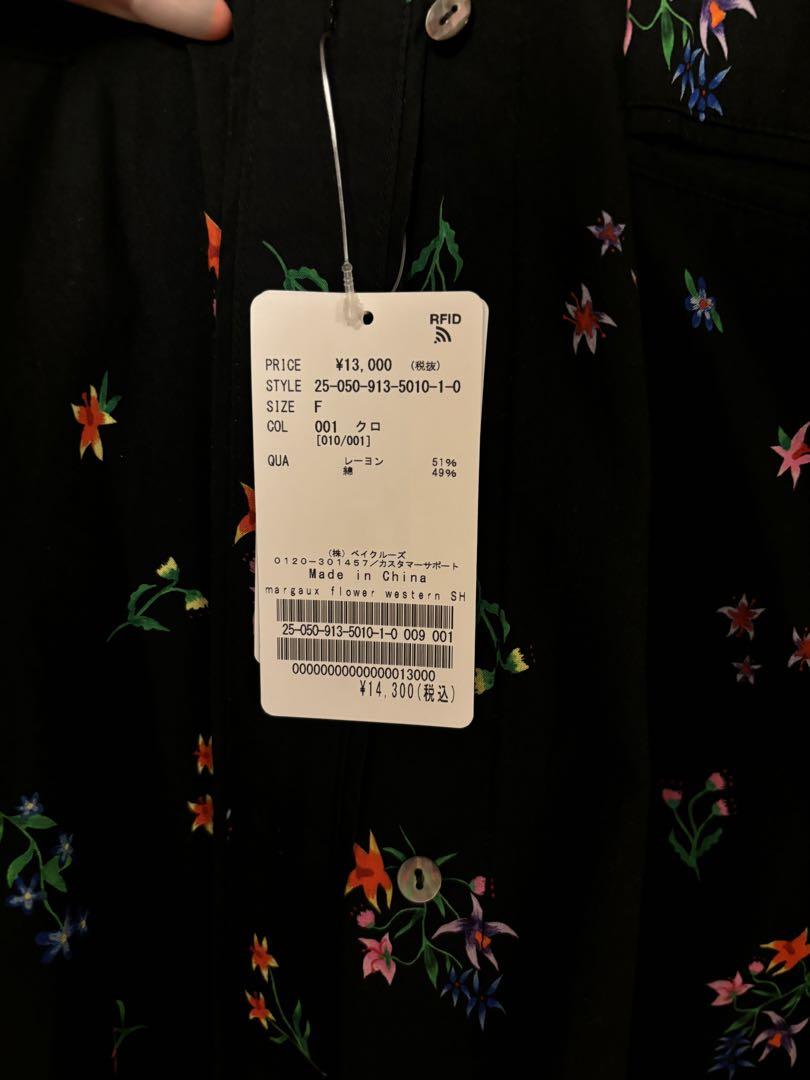 RFID
PRICE ¥13,000 (税抜)
STYLE 25-050-913-5010-1-0
SIZE F
COL 001 クロ
[010/001]
QUA レーヨン 51%
綿 49%
(株) ベイクルーズ
0120-301457/カスタマーサポート
Made in China
margaux flower western SH
25-050-913-5010-1-0 009 001
00000000000000013000
¥14,300(税込)